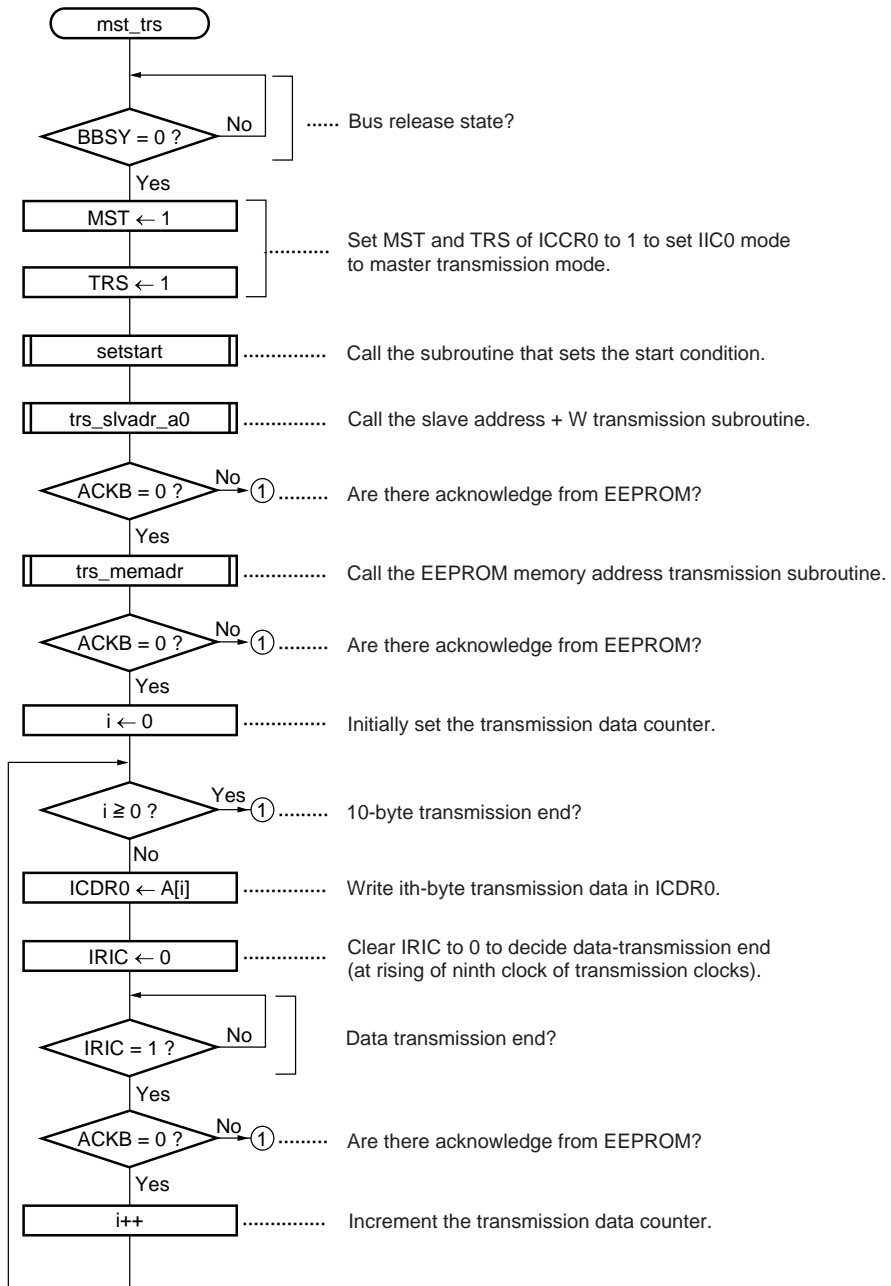 mst_trs
BBSY = 0 ?
No
...... Bus release state?
Yes
MST ← 1
TRS ← 1
............ Set MST and TRS of ICCR0 to 1 to set IIC0 mode
to master transmission mode.
setstart ............... Call the subroutine that sets the start condition.
trs_slvadr_a0 ............... Call the slave address + W transmission subroutine.
ACKB = 0 ? No 1 ......... Are there acknowledge from EEPROM?
Yes
trs_memadr ............... Call the EEPROM memory address transmission subroutine.
ACKB = 0 ? No 1 ......... Are there acknowledge from EEPROM?
Yes
i ← 0 ............... Initially set the transmission data counter.
i ≧ 0 ? Yes 1 ......... 10-byte transmission end?
No
ICDR0 ← A[i] ............... Write ith-byte transmission data in ICDR0.
IRIC ← 0 ............... Clear IRIC to 0 to decide data-transmission end
(at rising of ninth clock of transmission clocks).
IRIC = 1 ? No Data transmission end?
Yes
ACKB = 0 ? No 1 ......... Are there acknowledge from EEPROM?
Yes
i++ ............... Increment the transmission data counter.